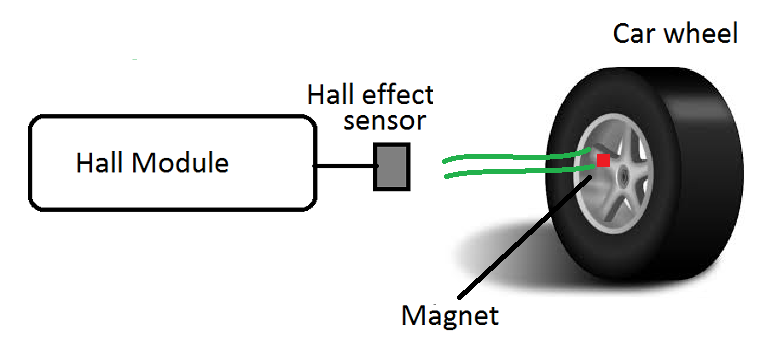 Car wheel
Hall effect
sensor
Hall Module
Magnet